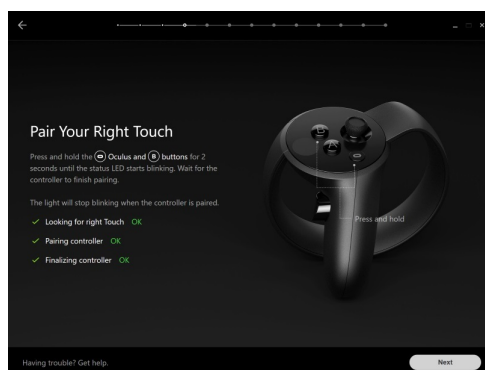 Pair Your Right Touch
Press and hold the Oculus and B buttons for 2
seconds until the status LED starts blinking. Wait for the
controller to finish pairing.
The light will stop blinking when the controller is paired.
Looking for right Touch OK
Pairing controller OK
Finalizing controller OK
Press and hold
Having trouble? Get help.
Next